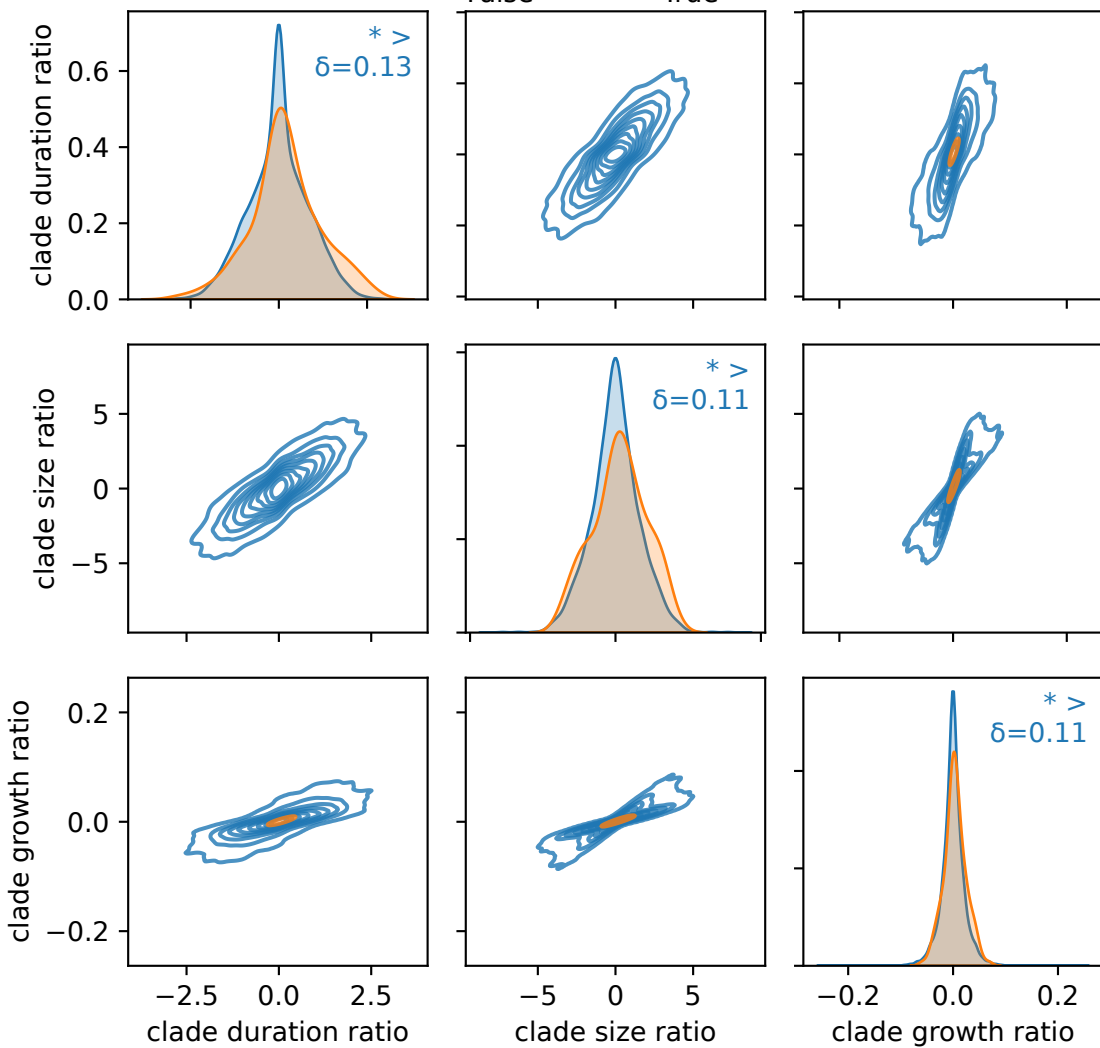 True
clade duration ratio
0.6
0.4
0.2
0.0
* >
δ=0.13
clade size ratio
5
0
−5
* >
δ=0.11
clade growth ratio
0.2
0.0
−0.2
* >
δ=0.11
−2.5 0.0 2.5
−5 0 5
−0.2 0.0 0.2
clade duration ratio
clade size ratio
clade growth ratio